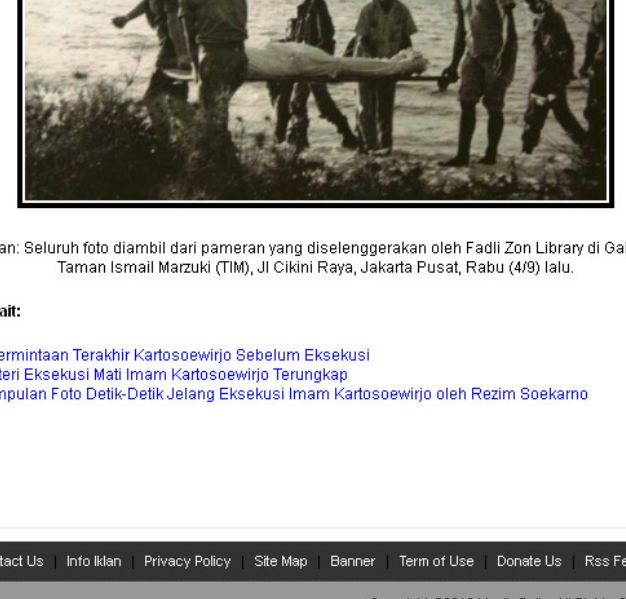 an: Seluruh foto diambil dari pameran yang diselenggerakan oleh Fadli Zon Library di Gal
Taman Ismail Marzuki (TIM), Jl Cikini Raya, Jakarta Pusat, Rabu (4/9) lalu.
ait:
ermintaan Terakhir Kartosoewirjo Sebelum Eksekusi
teri Eksekusi Mati Imam Kartosoewirjo Terungkap
mpulan Foto Detik-Detik Jelang Eksekusi Imam Kartosoewirjo oleh Rezim Soekarno
tact Us | Info Iklan | Privacy Policy | Site Map | Banner | Term of Use | Donate Us | Rss Fe